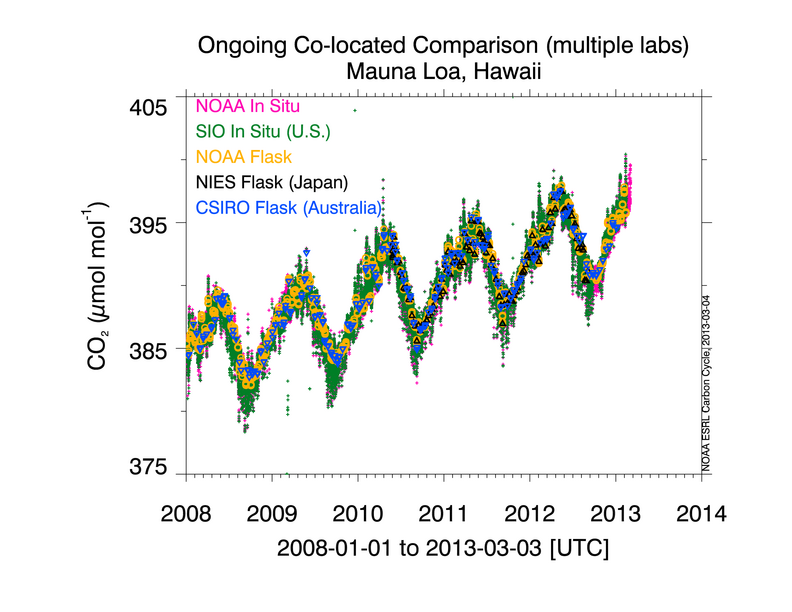 Ongoing Co-located Comparison (multiple labs)
Mauna Loa, Hawaii
405
395
385
375
CO₂ (µmol mol⁻¹)
NOAA In Situ
SIO In Situ (U.S.)
NOAA Flask
NIES Flask (Japan)
CSIRO Flask (Australia)
NOAA ESRL Carbon Cycle, 2013-03-04
2008 2009 2010 2011 2012 2013 2014
2008-01-01 to 2013-03-03 [UTC]